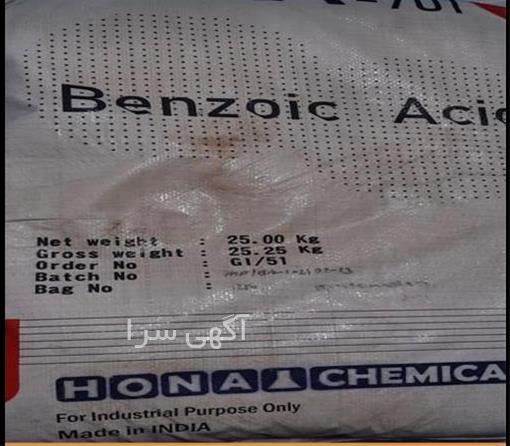 Benzoic Acid
Net weight : 25.00 Kg
Gross weight : 25.25 Kg
Order No : G1/51
Batch No :
Bag No :
آگهی سرا
HONA CHEMICA
For Industrial Purpose Only
Made in INDIA